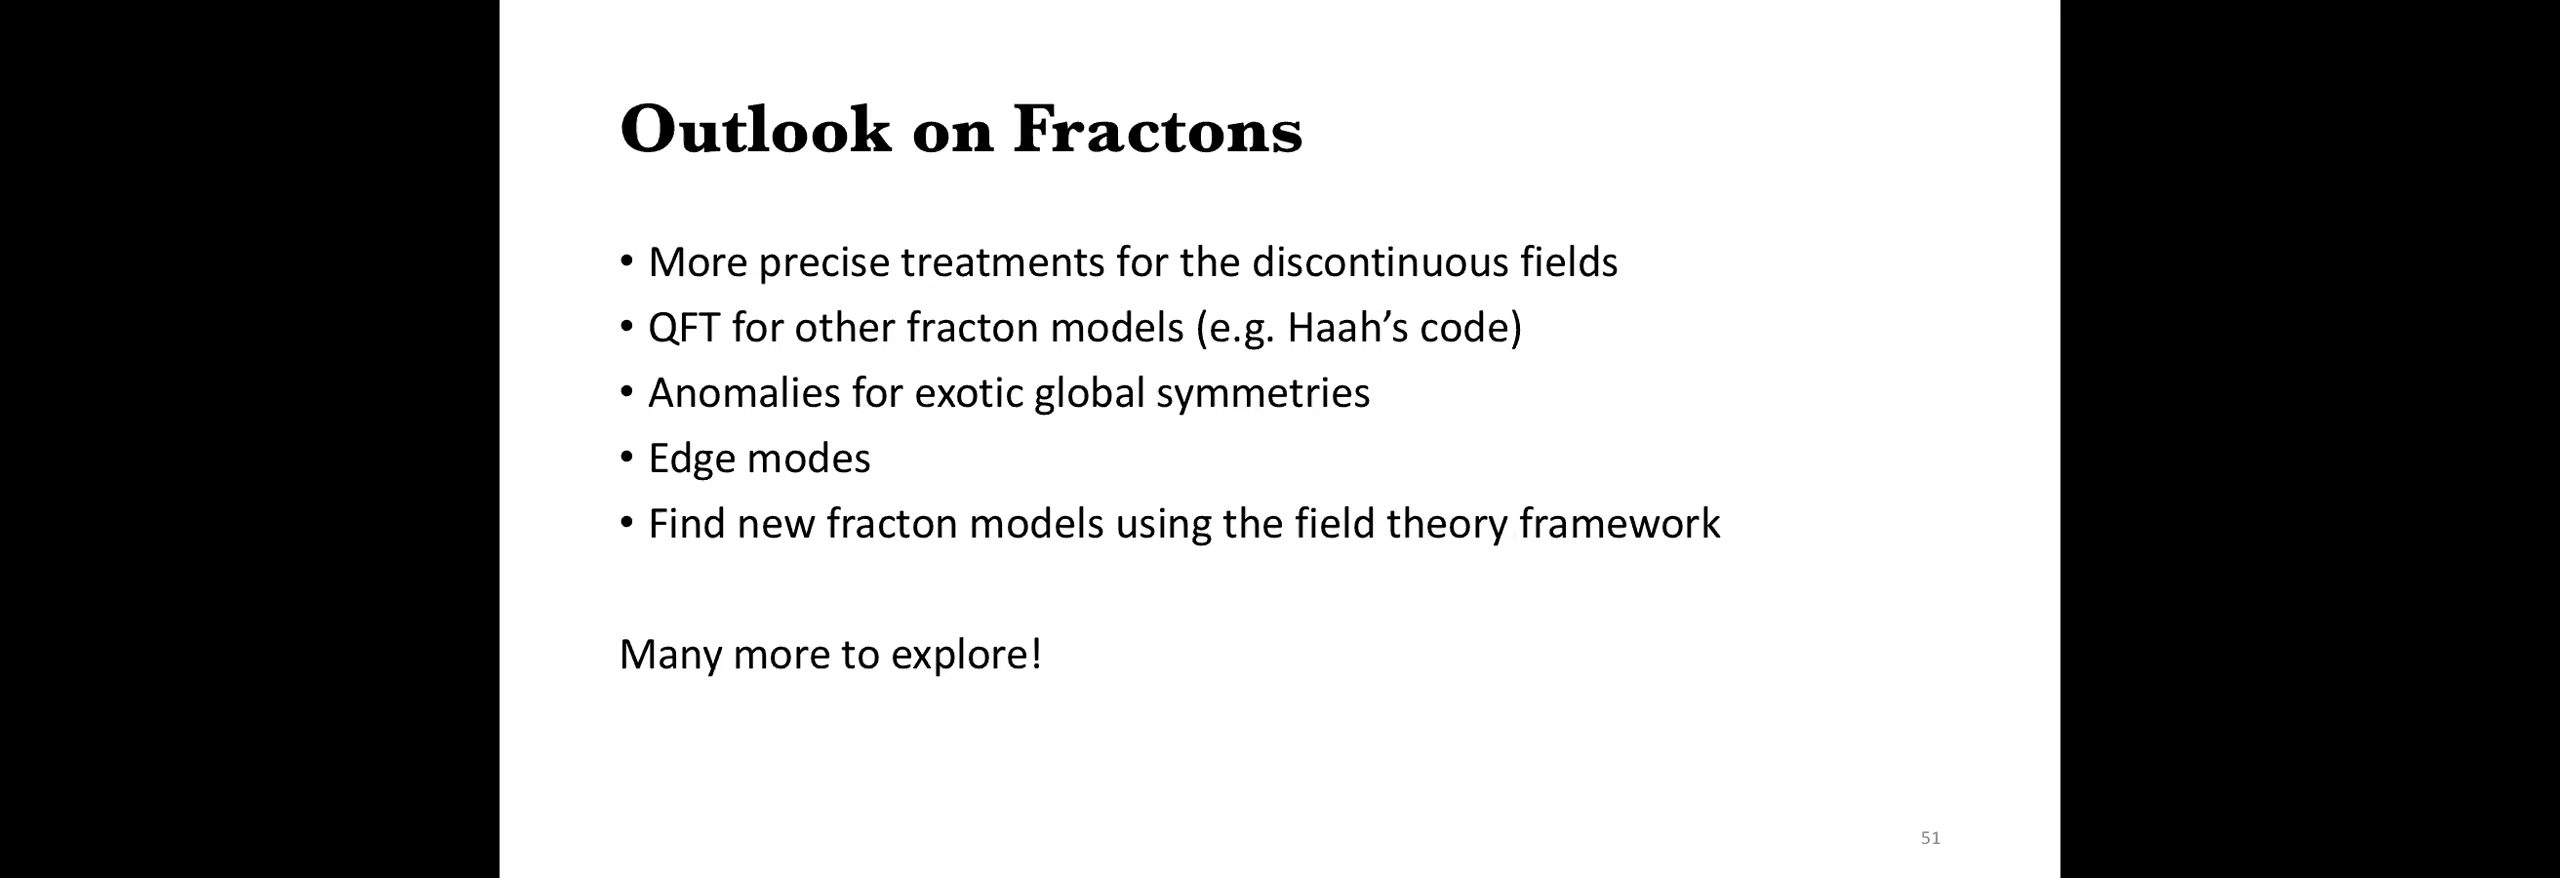 Outlook on Fractons
• More precise treatments for the discontinuous fields
• QFT for other fracton models (e.g. Haah’s code)
• Anomalies for exotic global symmetries
• Edge modes
• Find new fracton models using the field theory framework
Many more to explore!
51